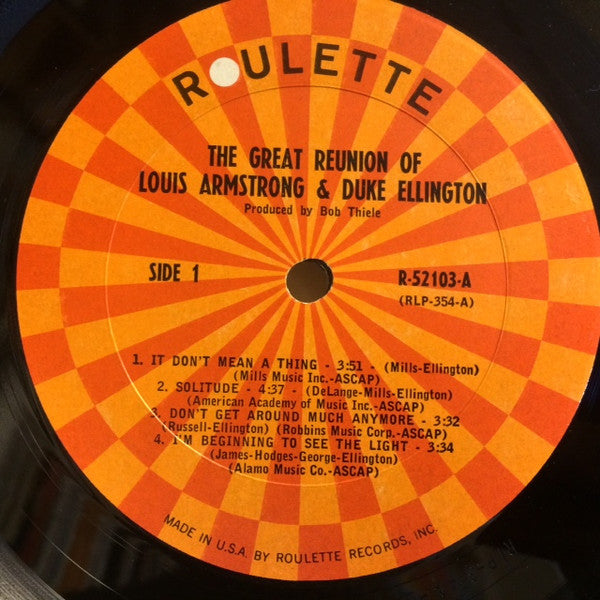 ROULETTE
THE GREAT REUNION OF
LOUIS ARMSTRONG & DUKE ELLINGTON
Produced by Bob Thiele
SIDE 1
R-52103-A
(RLP-354-A)
1. IT DON'T MEAN A THING - 3:51 - (Mills-Ellington)
(Mills Music Inc.-ASCAP)
2. SOLITUDE - 4:37 - (DeLange-Mills-Ellington)
(American Academy of Music Inc.-ASCAP)
3. DON'T GET AROUND MUCH ANYMORE - 3:32
(Russell-Ellington) (Robbins Music Corp.-ASCAP)
4. I'M BEGINNING TO SEE THE LIGHT - 3:34
(James-Hodges-George-Ellington)
(Alamo Music Co.-ASCAP)
MADE IN U.S.A. BY ROULETTE RECORDS, INC.